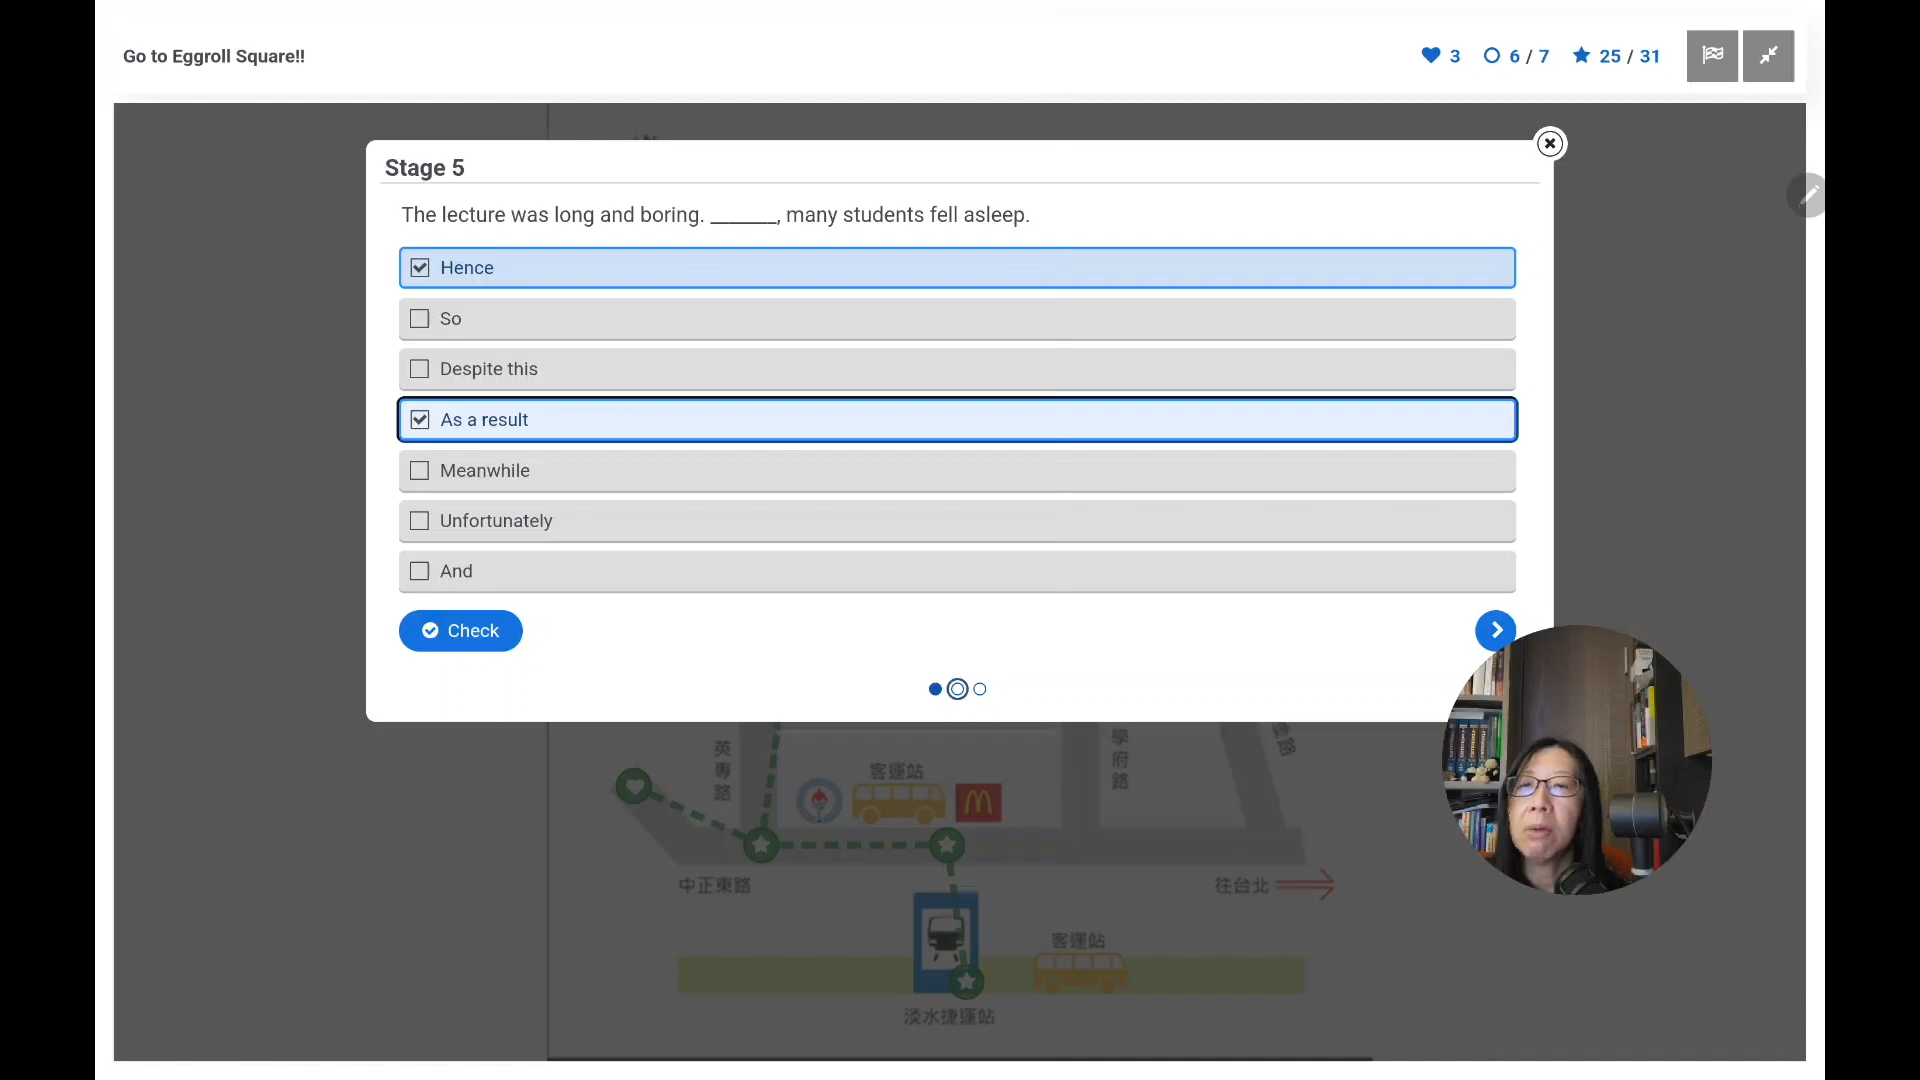 Go to Eggroll Square!!
3
6 / 7
25 / 31
Stage 5
The lecture was long and boring. _______, many students fell asleep.
Hence
So
Despite this
As a result
Meanwhile
Unfortunately
And
Check
英專路
客運站
學府路
中正東路
往台北
客運站
淡水捷運站